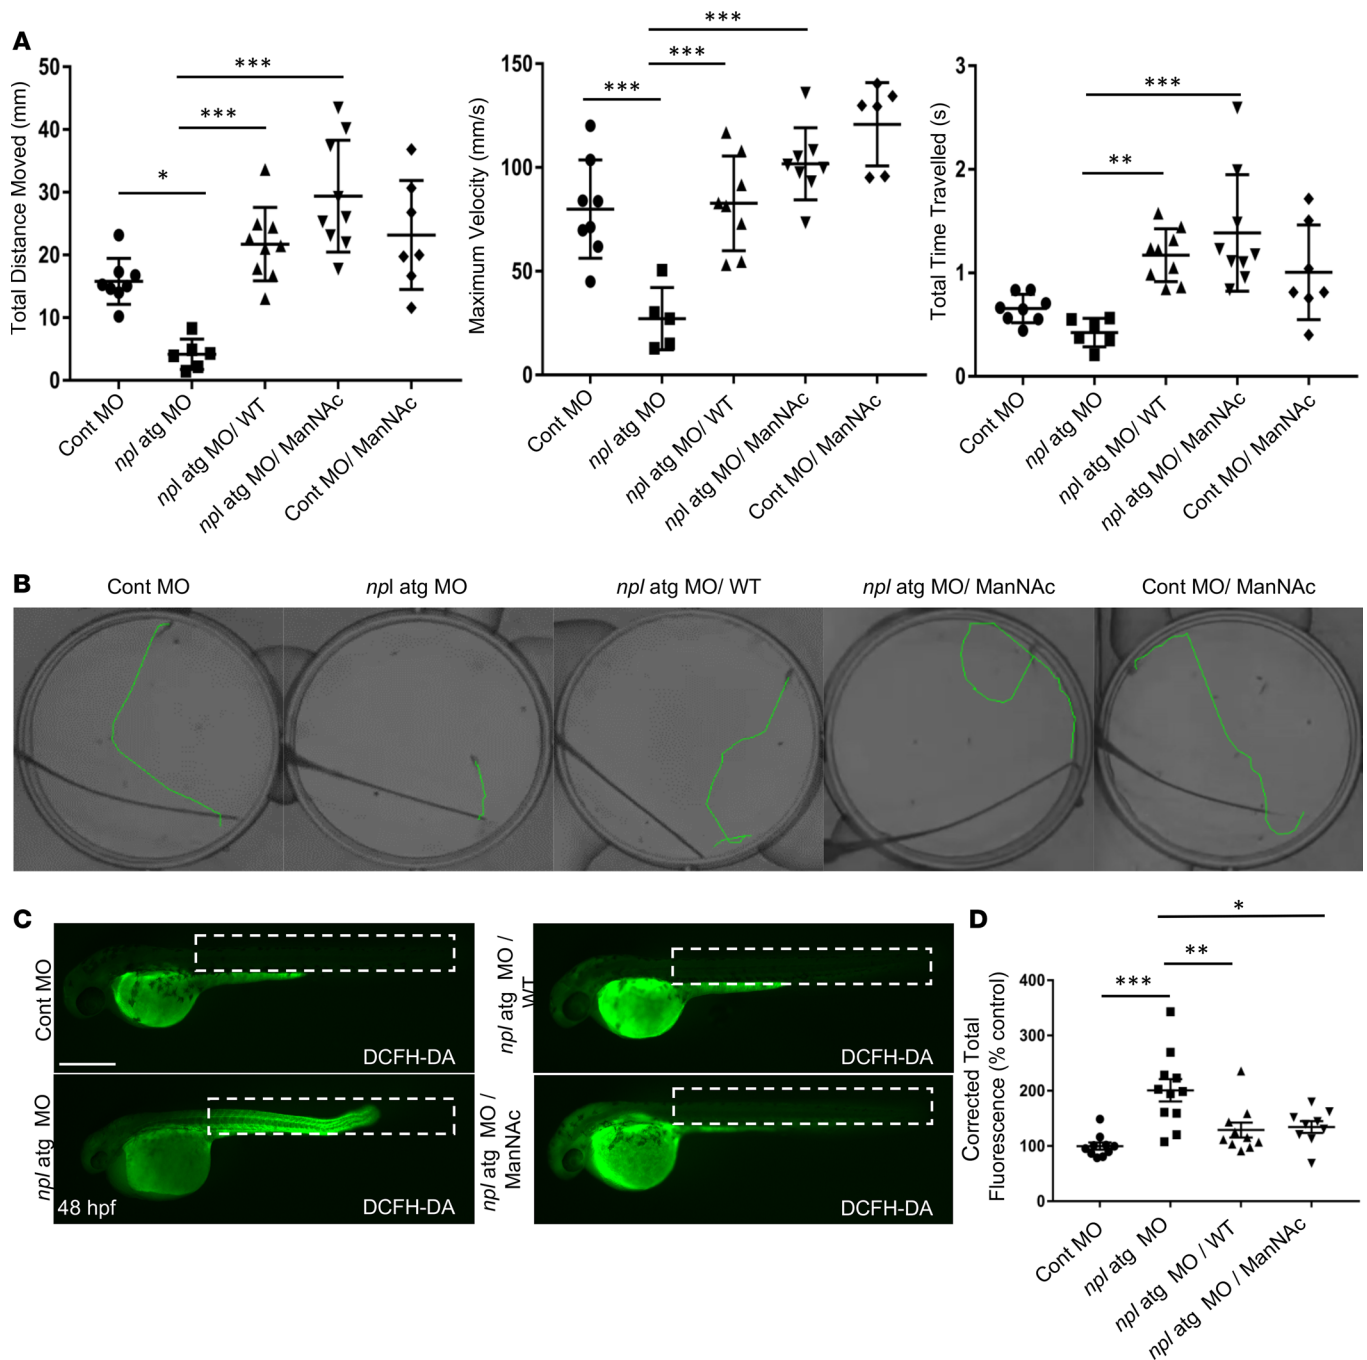 A
Total Distance Moved (mm)
50
40
30
20
10
0
*
***
***
Cont MO
npl atg MO
npl atg MO/ WT
npl atg MO/ ManNAc
Cont MO/ ManNAc
Maximum Velocity (mm/s)
150
100
50
0
***
***
***
Cont MO
npl atg MO
npl atg MO/ WT
npl atg MO/ ManNAc
Cont MO/ ManNAc
Total Time Travelled (s)
3
2
1
0
***
**
Cont MO
npl atg MO
npl atg MO/ WT
npl atg MO/ ManNAc
Cont MO/ ManNAc
B
Cont MO
npl atg MO
npl atg MO/ WT
npl atg MO/ ManNAc
Cont MO/ ManNAc
C
Cont MO
DCFH-DA
npl atg MO /
WT
DCFH-DA
npl atg MO
48 hpf
DCFH-DA
npl atg MO /
ManNAc
DCFH-DA
D
Corrected Total
Fluorescence (% control)
400
300
200
100
0
***
**
*
Cont MO
npl atg MO
npl atg MO / WT
npl atg MO / ManNAc